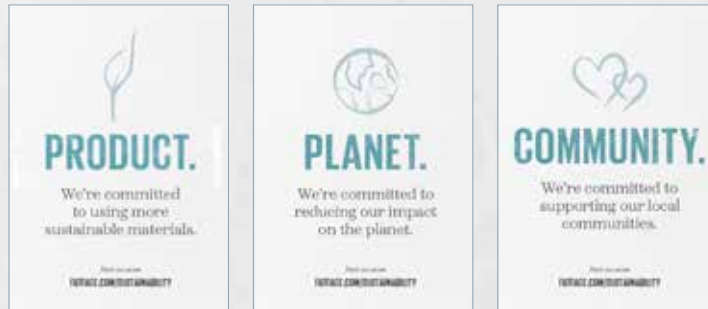 PRODUCT.
We're committed
to using more
sustainable materials.
PLANET.
We're committed to
reducing our impact
on the planet.
COMMUNITY.
We're committed to
supporting our local
communities.